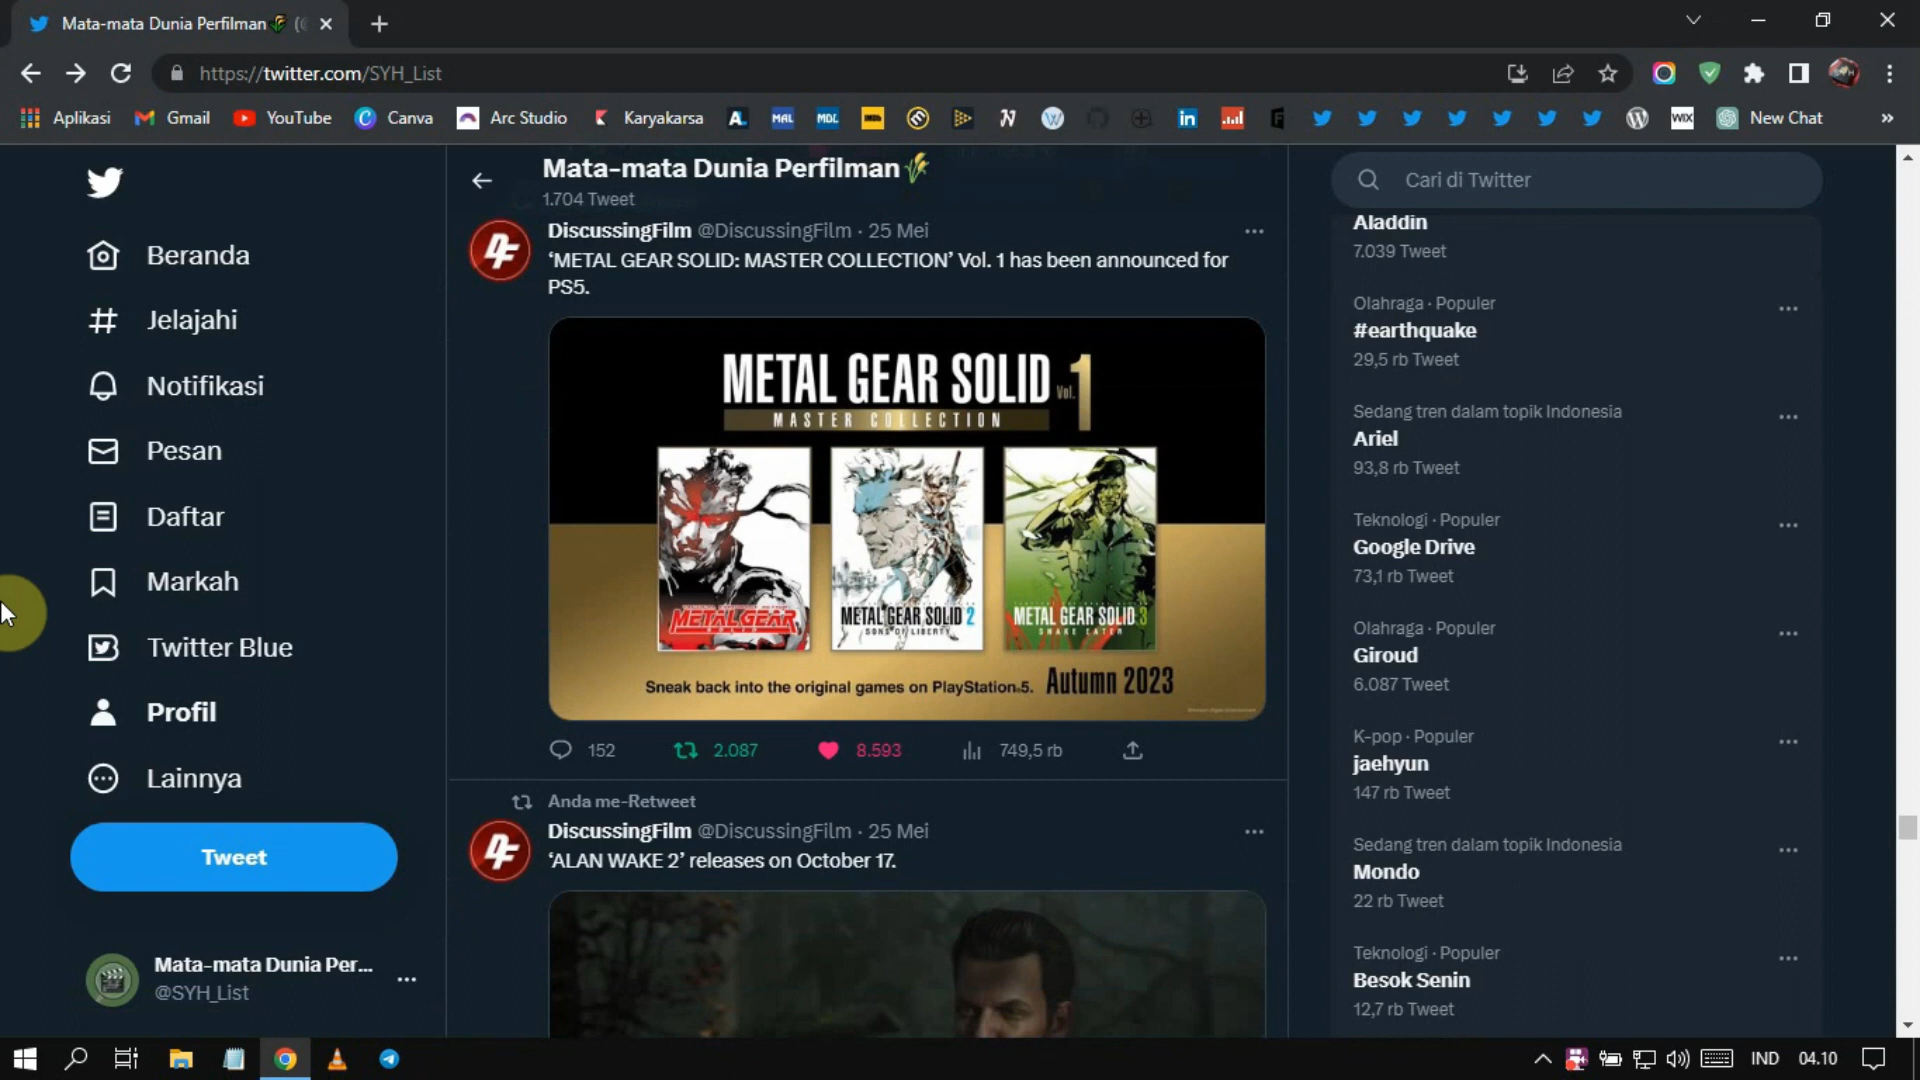 Mata-mata Dunia Perfilman
https://twitter.com/SYH_List
Aplikasi
Gmail
YouTube
Canva
Arc Studio
Karyakarsa
MAL
MDL
WIX
New Chat
»
Beranda
Jelajahi
Notifikasi
Pesan
Daftar
Markah
Twitter Blue
Profil
Lainnya
Tweet
Mata-mata Dunia Per...
@SYH_List
Mata-mata Dunia Perfilman
1.704 Tweet
DiscussingFilm @DiscussingFilm · 25 Mei
‘METAL GEAR SOLID: MASTER COLLECTION’ Vol. 1 has been announced for
PS5.
METAL GEAR SOLID Vol. 1
MASTER COLLECTION
METAL GEAR
SOLID
METAL GEAR SOLID 2
SONS OF LIBERTY
METAL GEAR SOLID 3
SNAKE EATER
Sneak back into the original games on PlayStation®5. Autumn 2023
152
2.087
8.593
749,5 rb
Anda me-Retweet
DiscussingFilm @DiscussingFilm · 25 Mei
‘ALAN WAKE 2’ releases on October 17.
Cari di Twitter
Aladdin
7.039 Tweet
Olahraga · Populer
#earthquake
29,5 rb Tweet
Sedang tren dalam topik Indonesia
Ariel
93,8 rb Tweet
Teknologi · Populer
Google Drive
73,1 rb Tweet
Olahraga · Populer
Giroud
6.087 Tweet
K-pop · Populer
jaehyun
147 rb Tweet
Sedang tren dalam topik Indonesia
Mondo
22 rb Tweet
Teknologi · Populer
Besok Senin
12,7 rb Tweet
IND
04.10